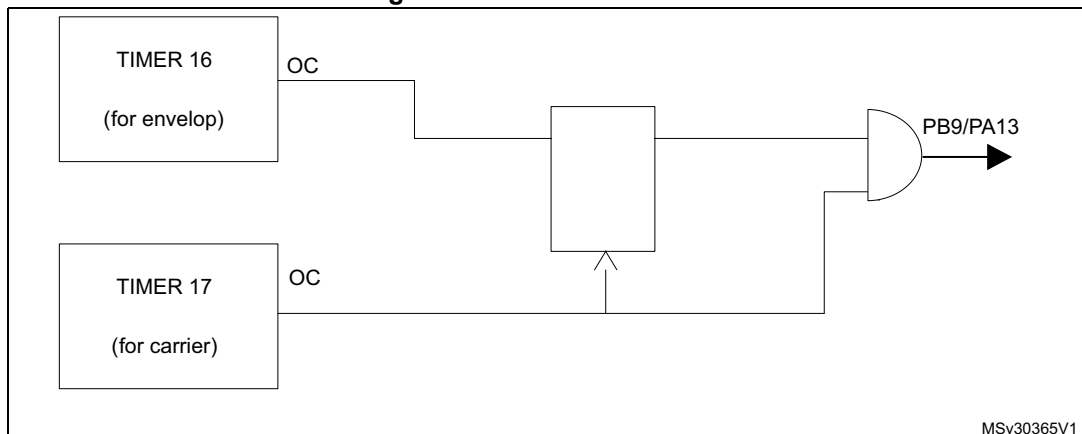 g
TIMER 16
(for envelop)
OC
PB9/PA13
TIMER 17
(for carrier)
OC
MSv30365V1